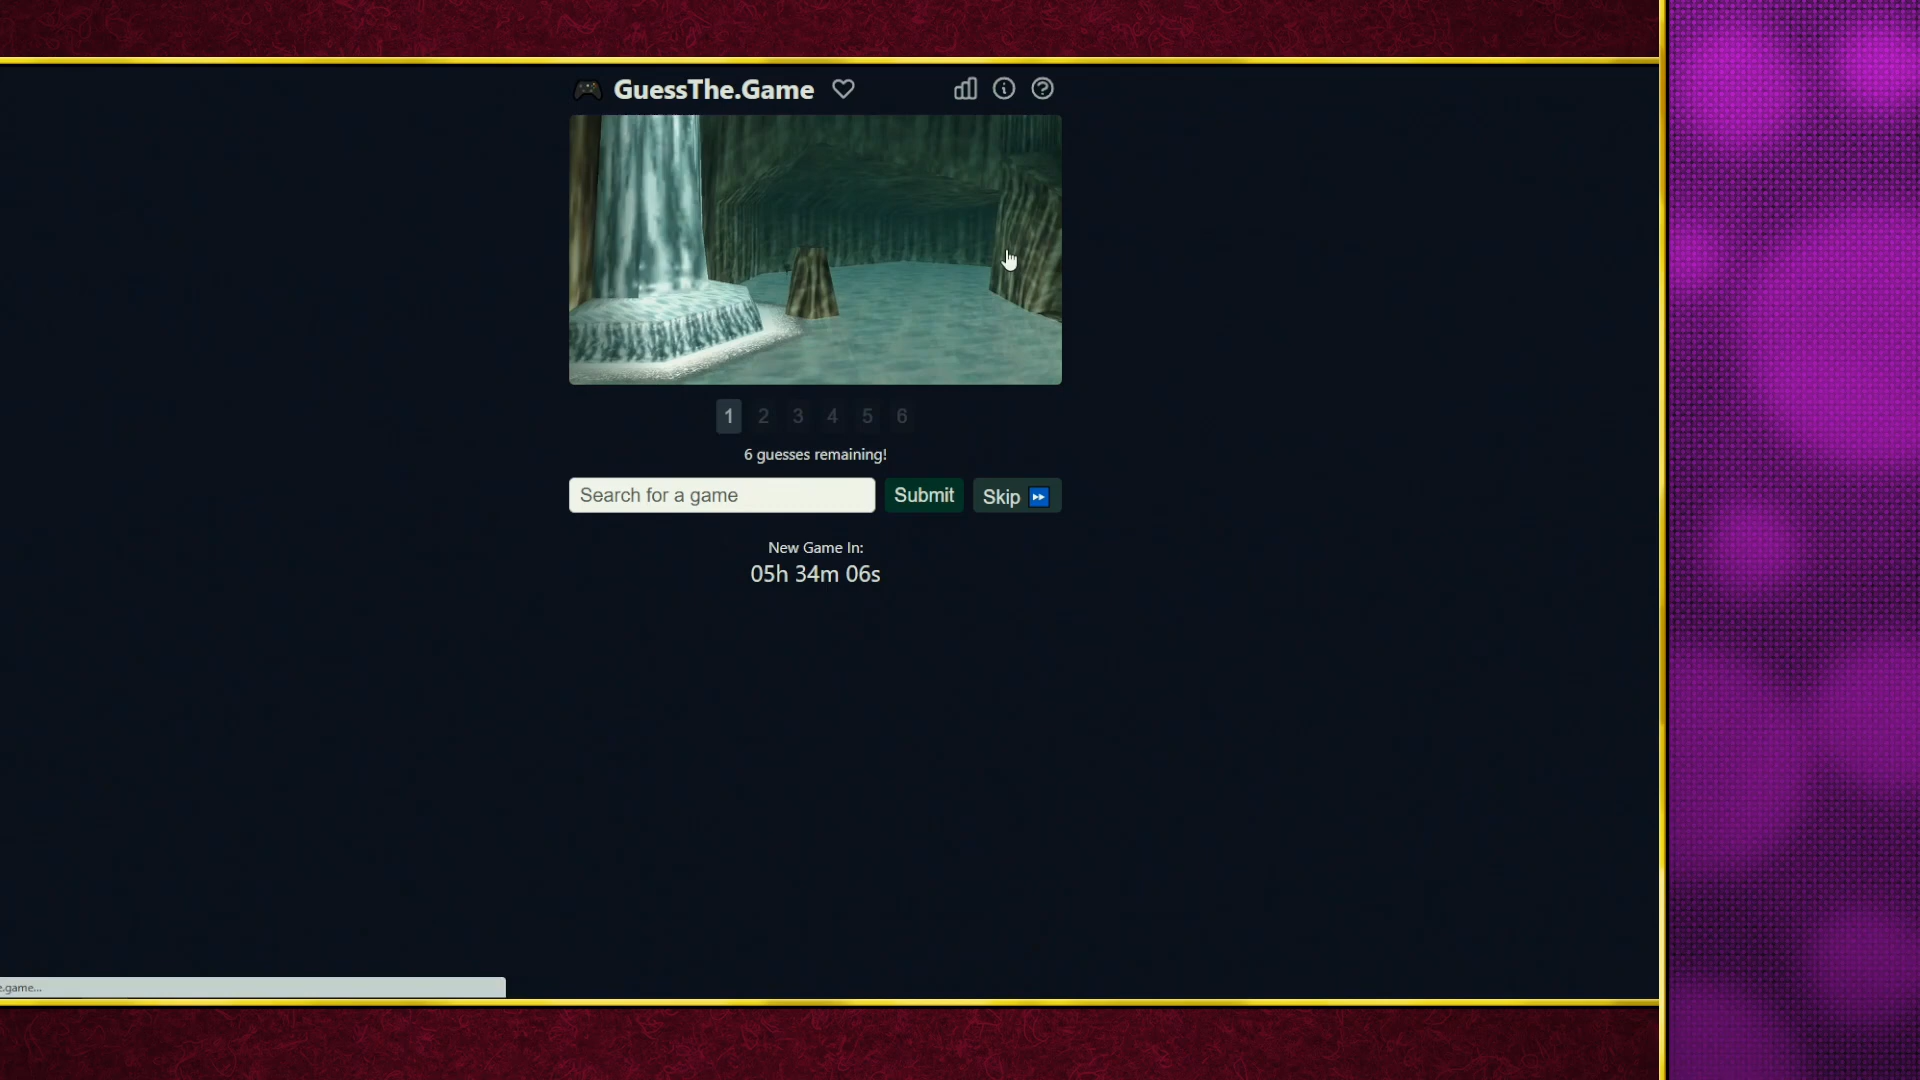 GuessThe.Game
1 2 3 4 5 6
6 guesses remaining!
Search for a game
Submit
Skip
New Game In:
05h 34m 06s
e.game...